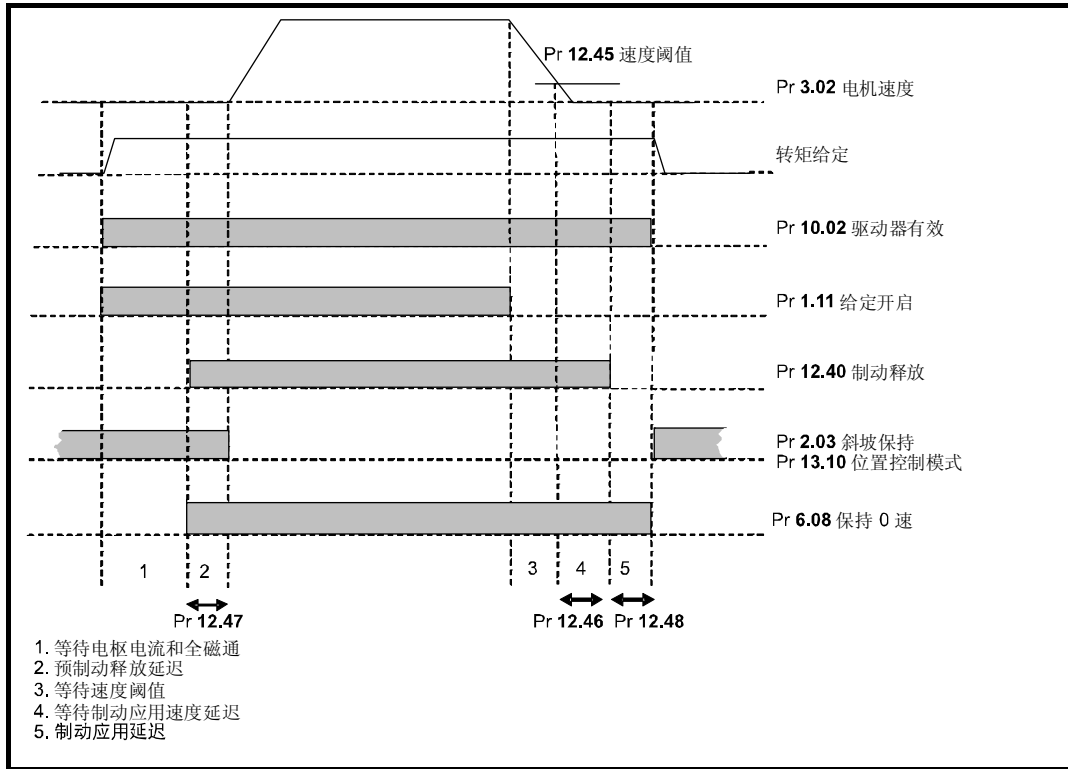 Pr 12.45 速度阈值
Pr 3.02 电机速度
转矩给定
Pr 10.02 驱动器有效
Pr 1.11 给定开启
Pr 12.40 制动释放
Pr 2.03 斜坡保持
Pr 13.10 位置控制模式
Pr 6.08 保持 0 速
1 2 3 4 5
Pr 12.47 Pr 12.46 Pr 12.48
1. 等待电枢电流和全磁通
2. 预制动释放延迟
3. 等待速度阈值
4. 等待制动应用速度延迟
5. 制动应用延迟